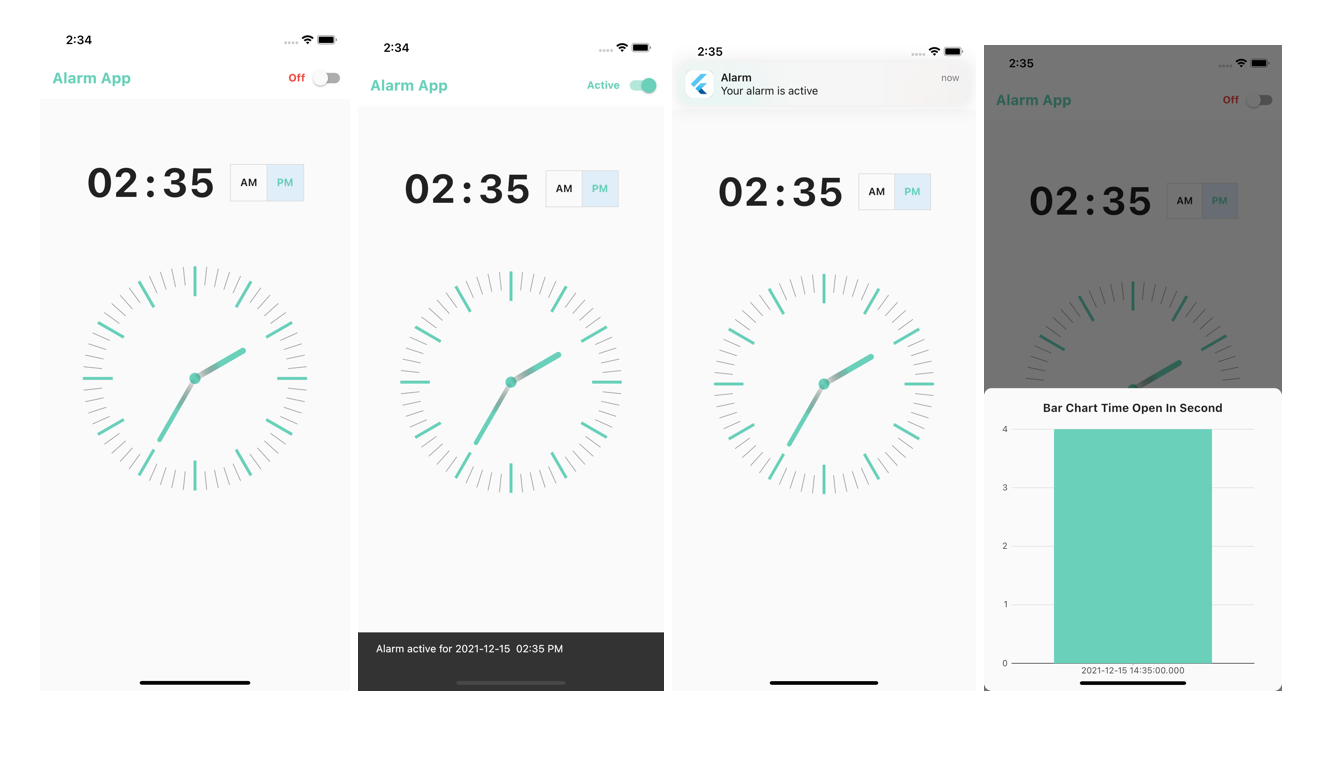 2:34
Alarm App
Off
02:35
AM
PM
2:34
Alarm App
Active
02:35
AM
PM
Alarm active for 2021-12-15  02:35 PM
2:35
Alarm
now
Your alarm is active
02:35
AM
PM
2:35
Alarm App
Off
02:35
AM
PM
Bar Chart Time Open In Second
4
3
2
1
0
2021-12-15 14:35:00.000